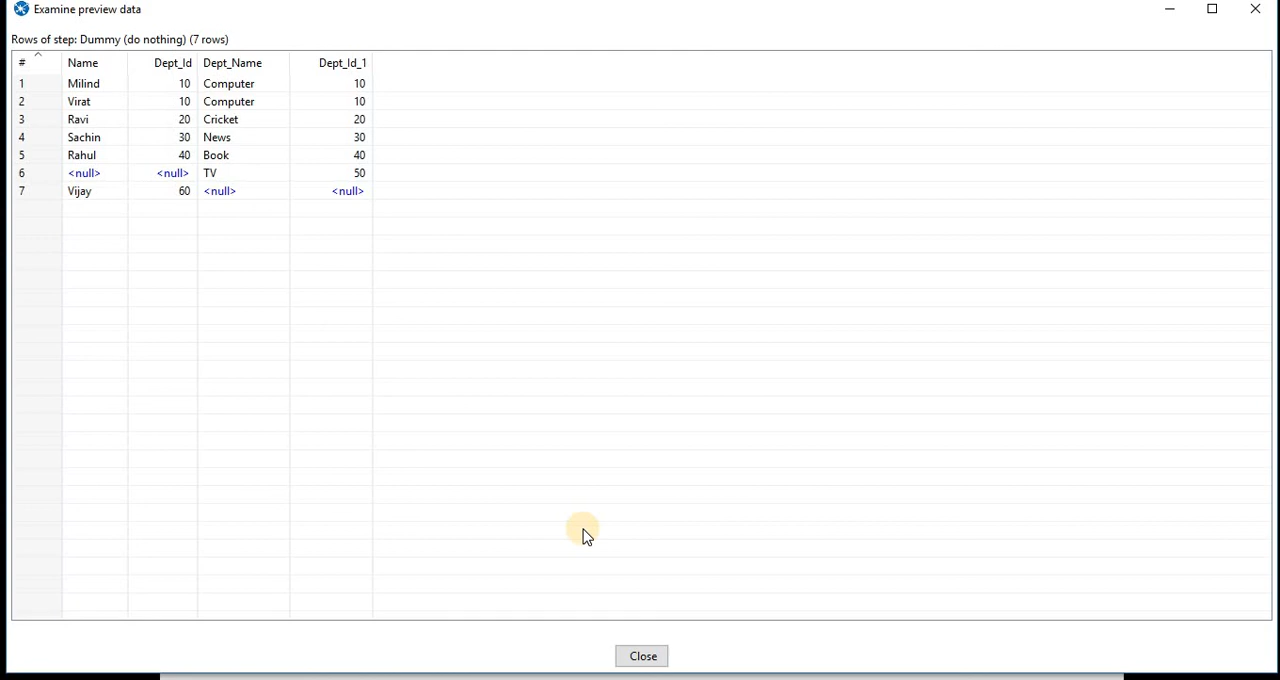 Examine preview data
Rows of step: Dummy (do nothing) (7 rows)
# Name Dept_Id Dept_Name Dept_Id_1
1 Milind 10 Computer 10
2 Virat 10 Computer 10
3 Ravi 20 Cricket 20
4 Sachin 30 News 30
5 Rahul 40 Book 40
6 <null> <null> TV 50
7 Vijay 60 <null> <null>
Close